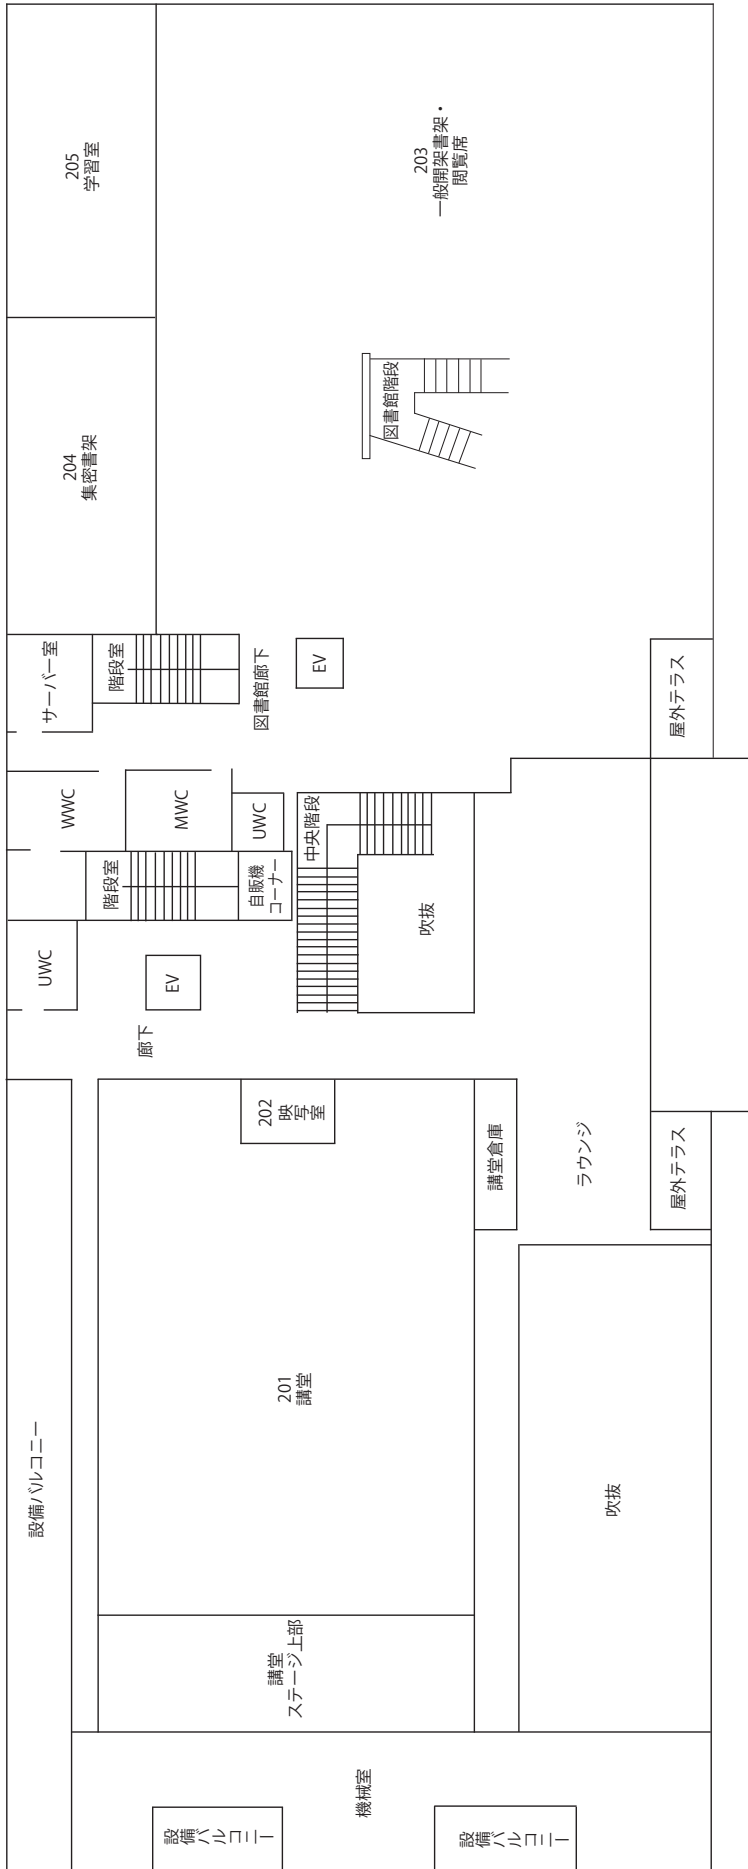 205
学習室
203
一般開架書架・
閲覧席
204
集密書架
図書館階段
サーバー室
階段室
図書館廊下
EV
屋外テラス
WWC
MWC
UWC
中央階段
階段室
自販機
コーナー
吹抜
UWC
EV
廊下
202
映
写
室
講堂倉庫
ラウンジ
屋外テラス
201
講堂
設備バルコニー
吹抜
講堂
ステージ上部
機械室
設備
バルコニー
設備
バルコニー